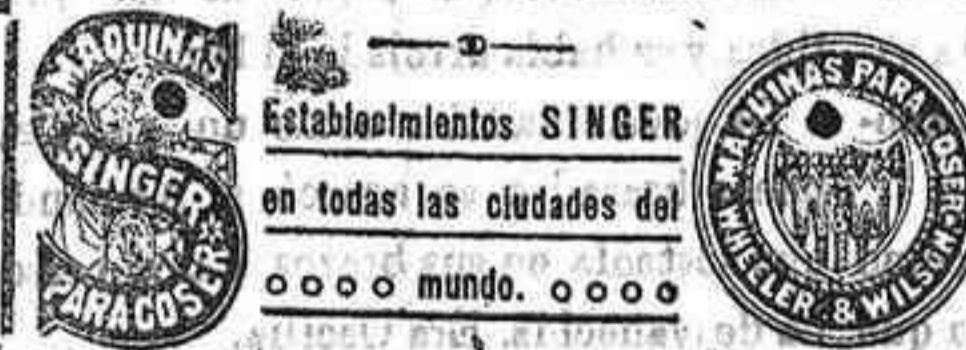 MAQUINAS
SINGER
PARA COSER
Establecimientos SINGER
en todas las ciudades del
mundo.
MAQUINAS PARA COSER
WHEELER & WILSON